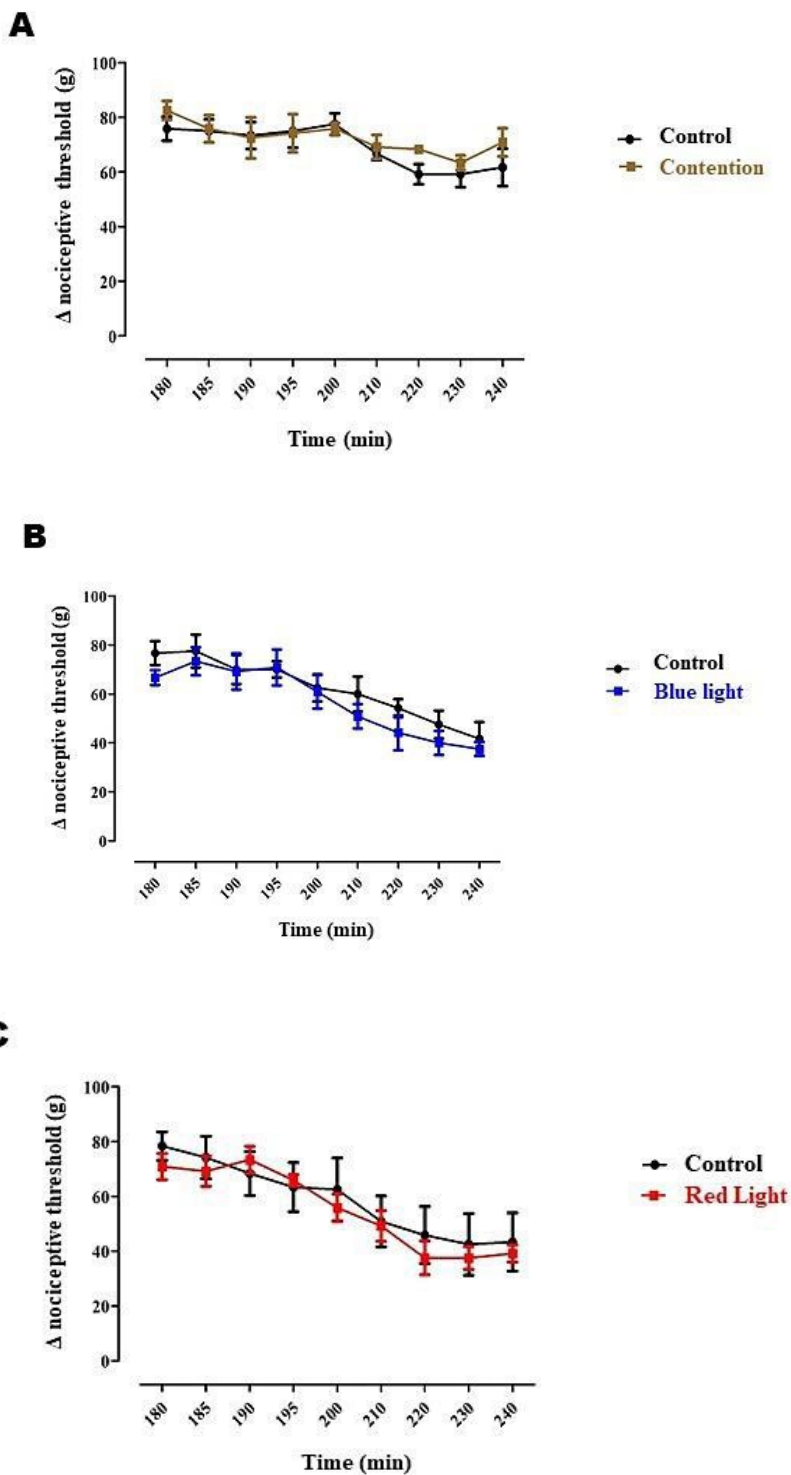 A
Δ nociceptive threshold (g)
100
80
60
40
20
0
180 185 190 195 200 210 220 230 240
Time (min)
Control
Contention
B
Δ nociceptive threshold (g)
100
80
60
40
20
0
180 185 190 195 200 210 220 230 240
Time (min)
Control
Blue light
C
Δ nociceptive threshold (g)
100
80
60
40
20
0
180 185 190 195 200 210 220 230 240
Time (min)
Control
Red Light